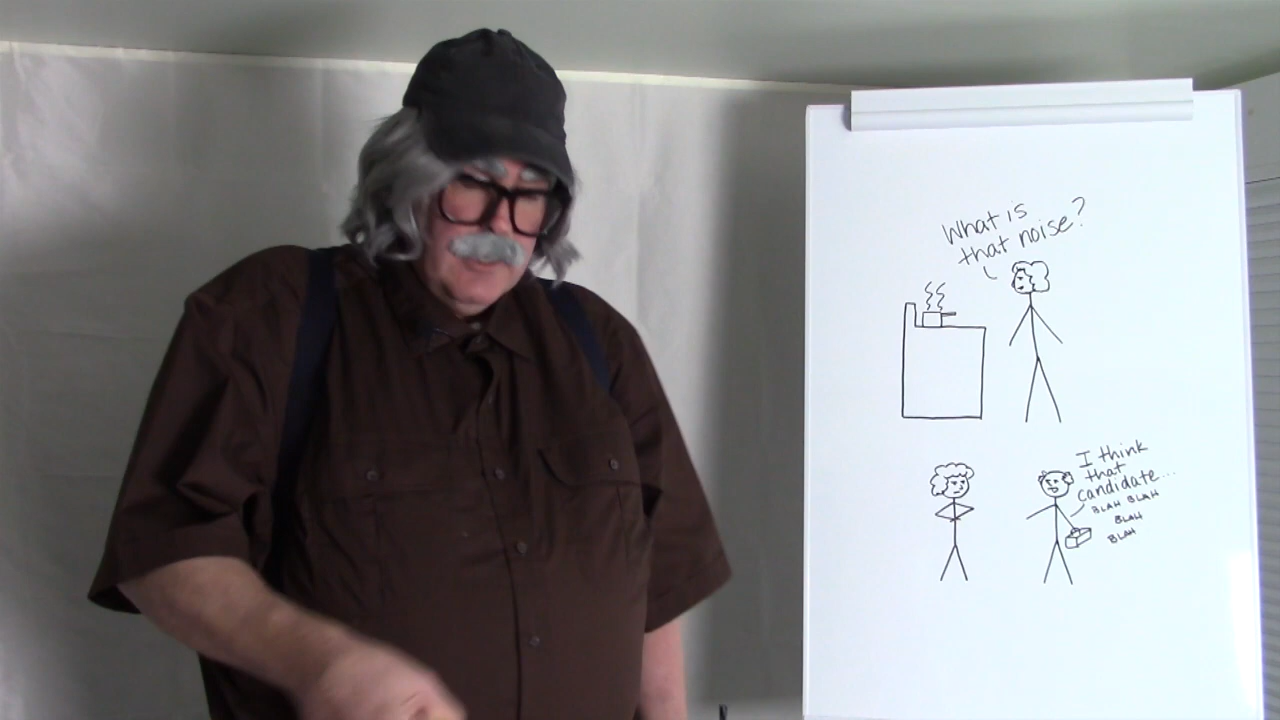 What is
that noise?
I think
that
candidate...
BLAH BLAH
BLAH
BLAH